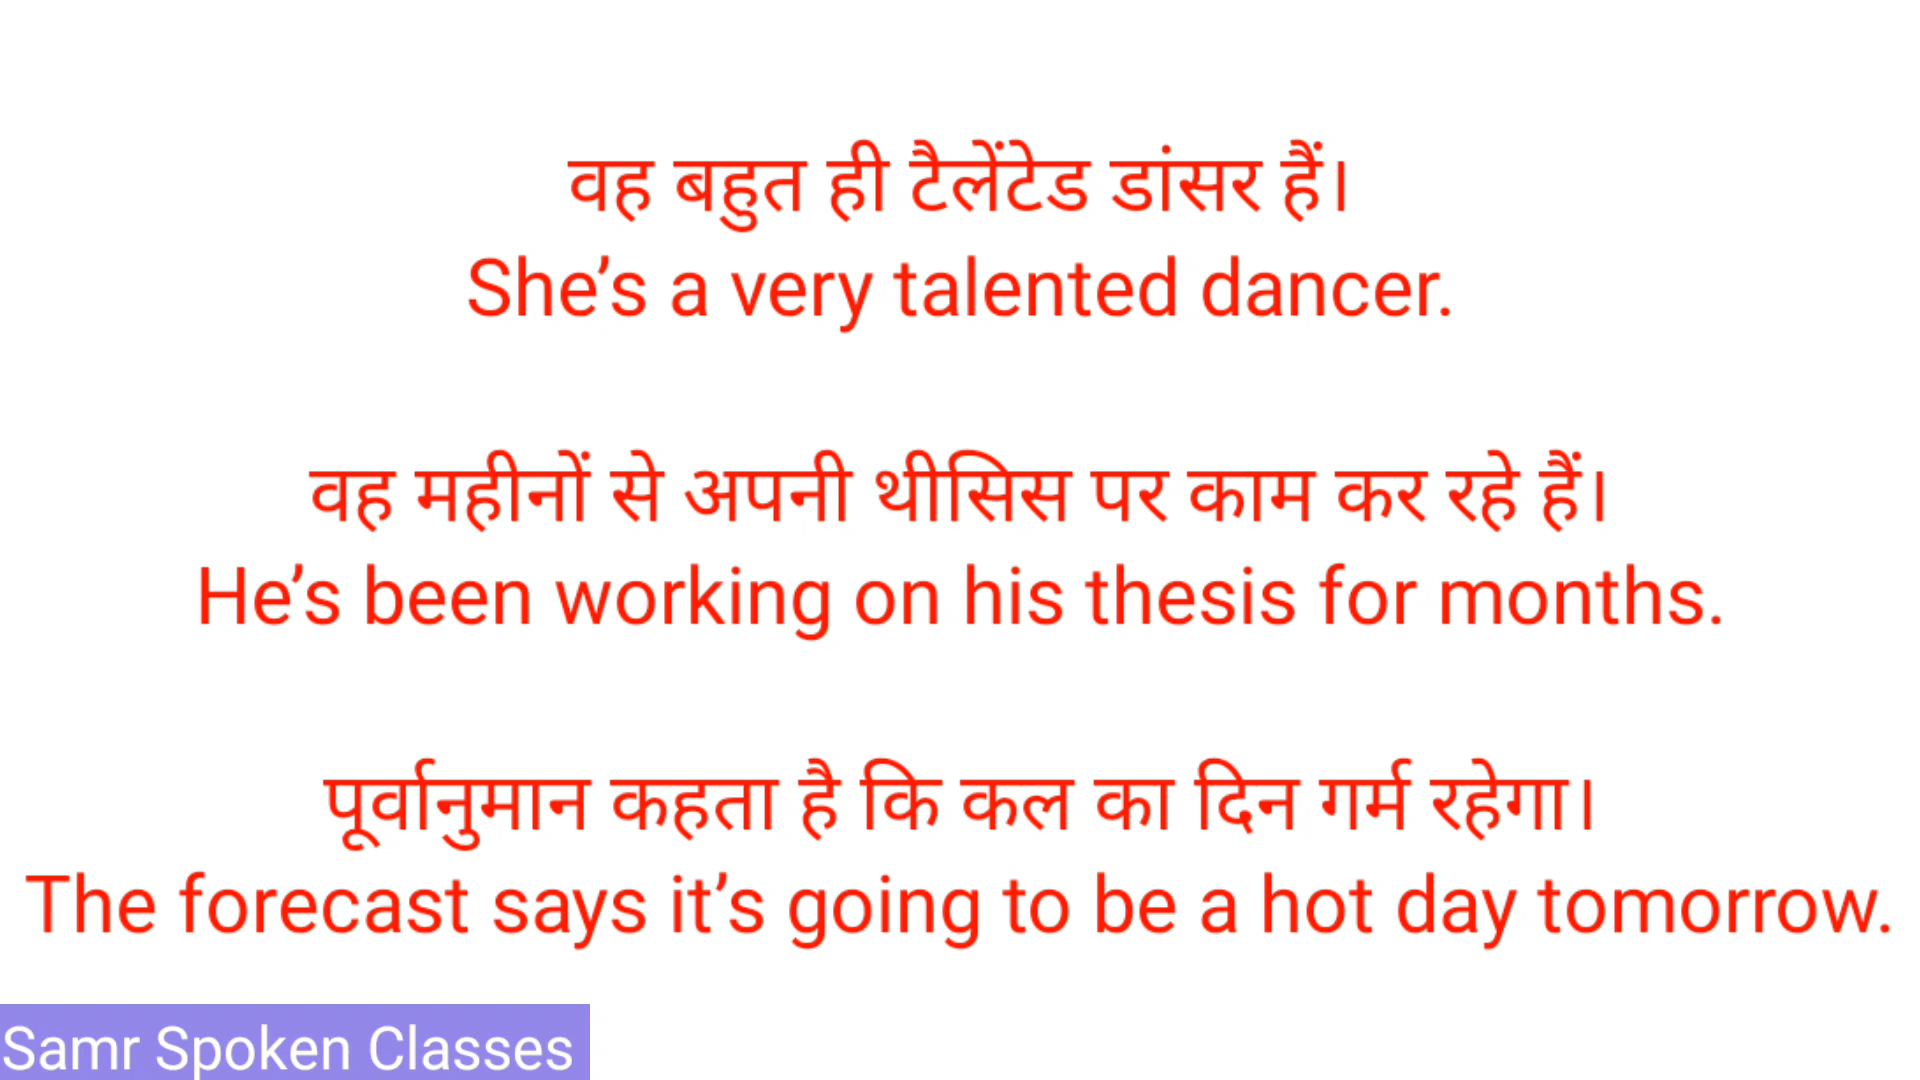 वह बहुत ही टैलेंटेड डांसर हैं।
She’s a very talented dancer.
वह महीनों से अपनी थीसिस पर काम कर रहे हैं।
He’s been working on his thesis for months.
पूर्वानुमान कहता है कि कल का दिन गर्म रहेगा।
The forecast says it’s going to be a hot day tomorrow.
Samr Spoken Classes